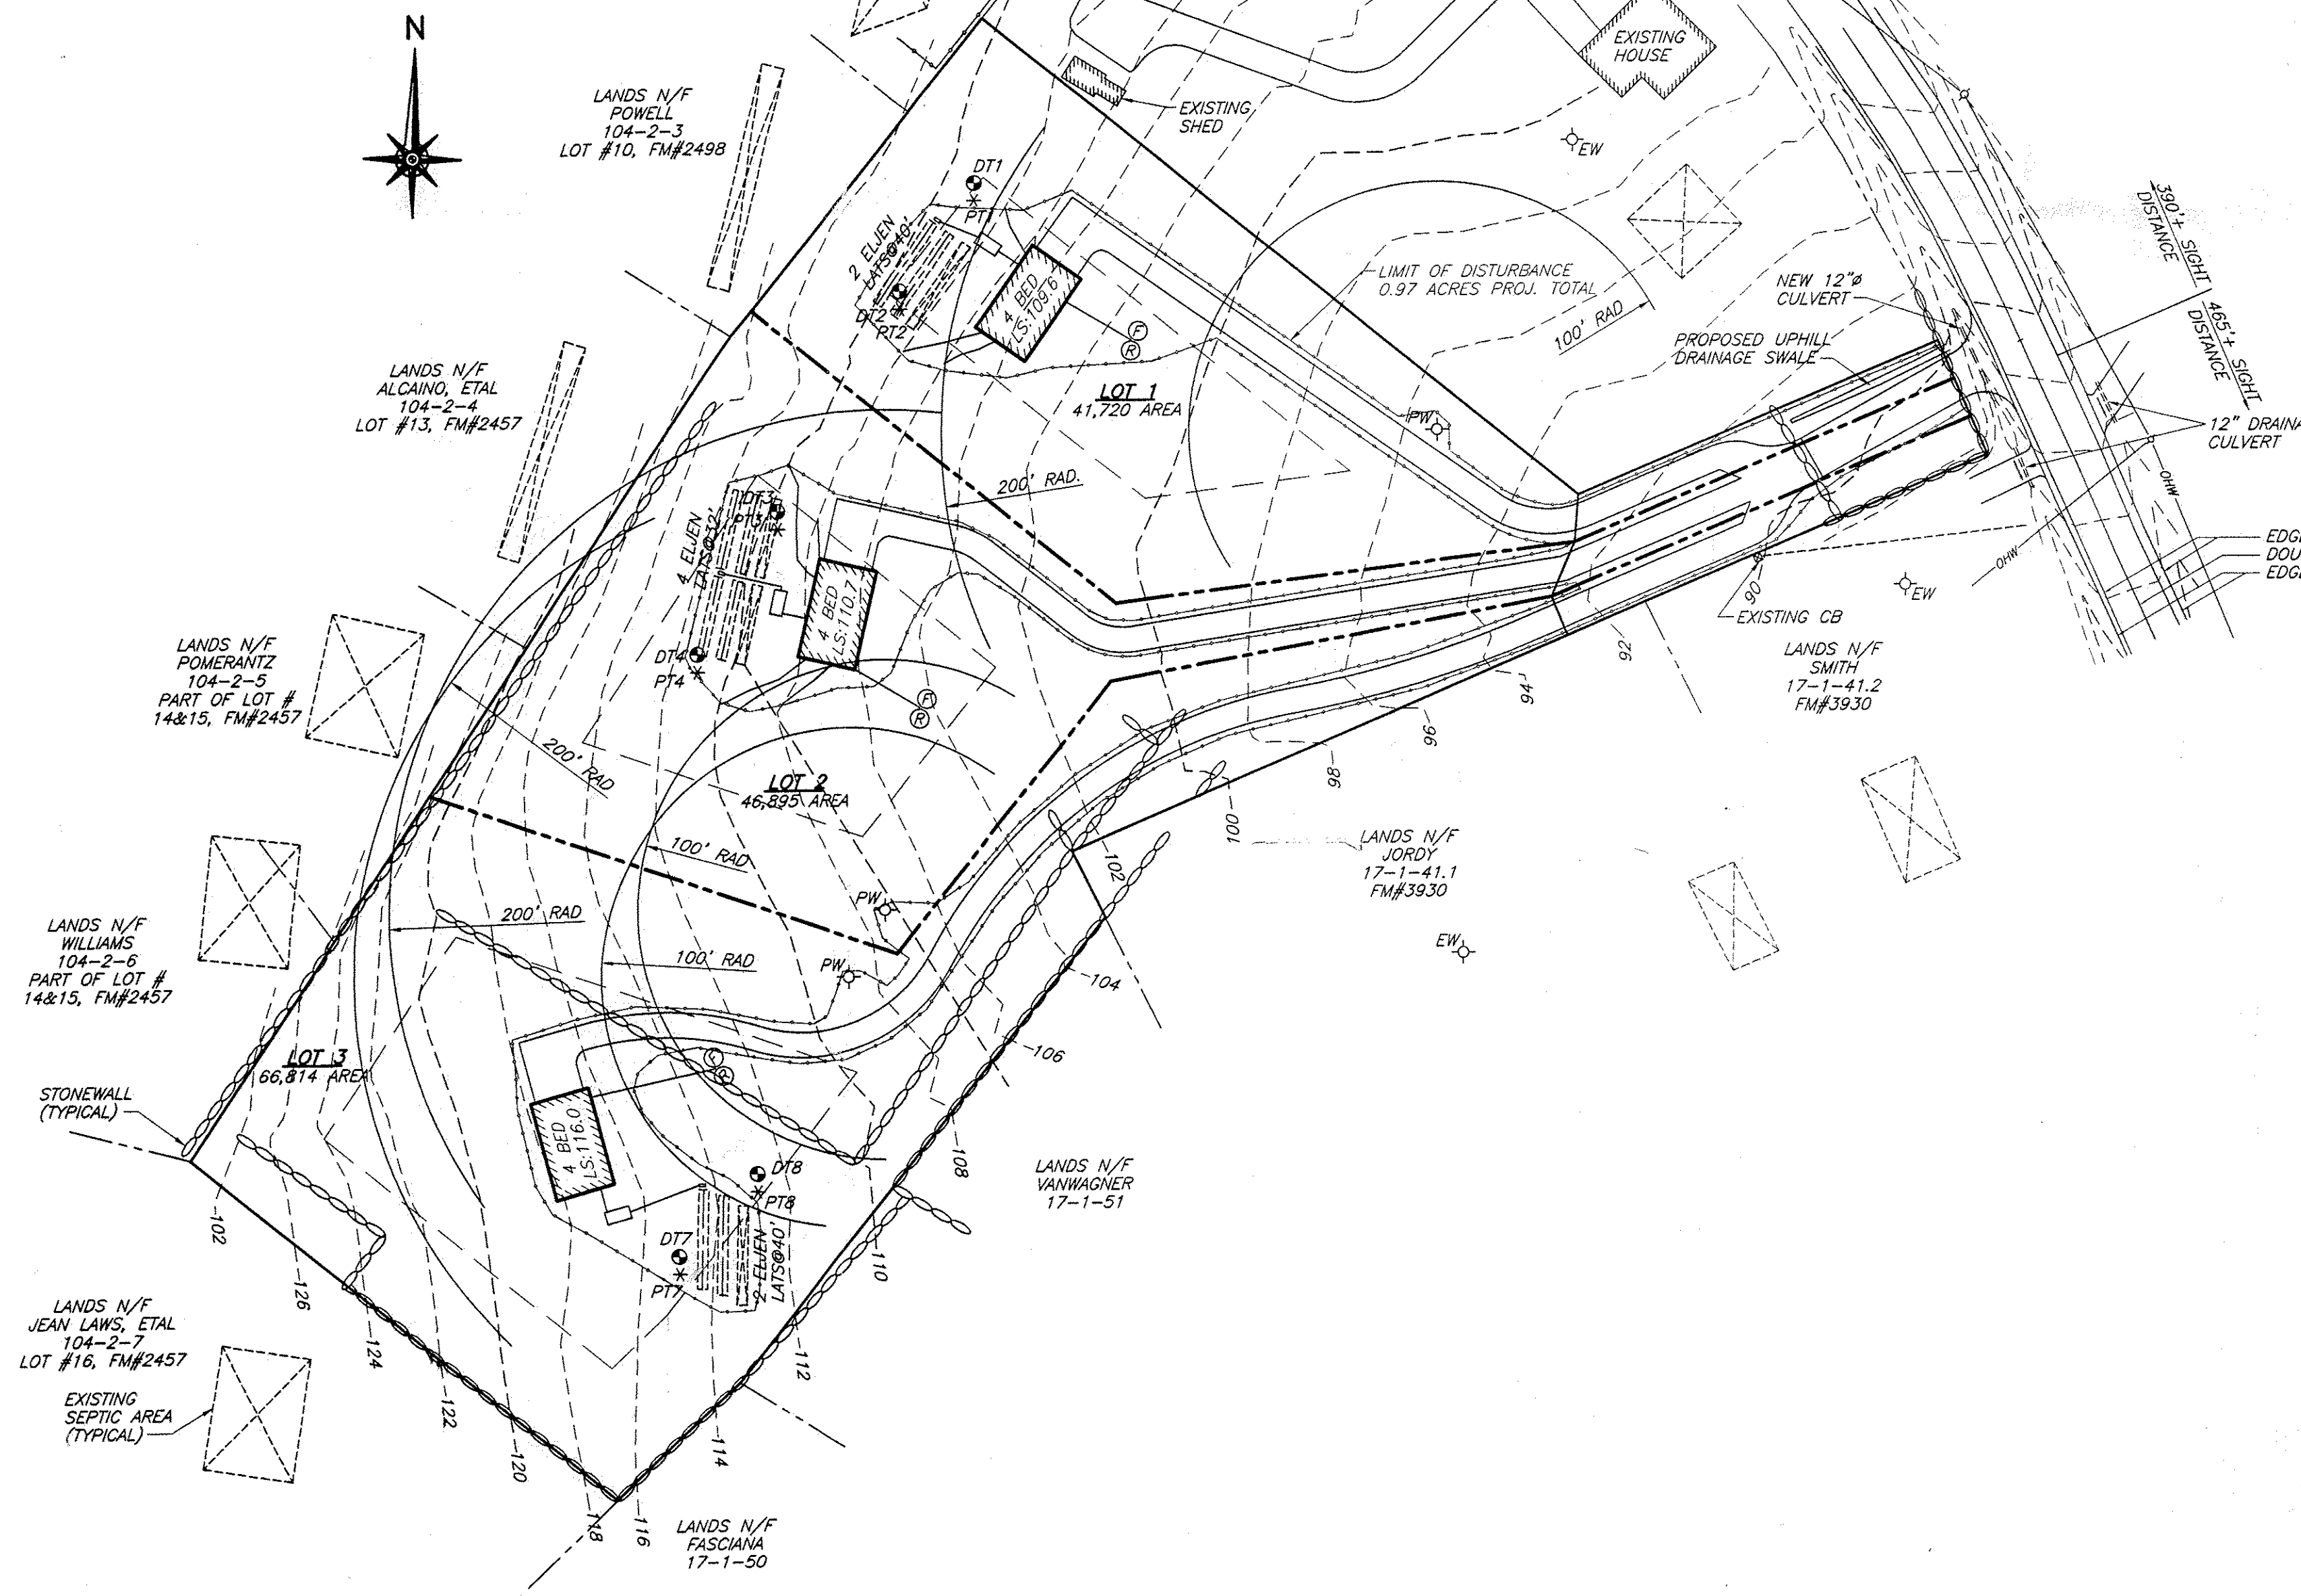 N
LANDS N/F
POWELL
104-2-3
LOT #10, FM#2498
EXISTING
HOUSE
EXISTING
SHED
EW
390'+ SIGHT
DISTANCE
465'+ SIGHT
DISTANCE
DT1
PT1
2 ELJEN
LATS@40'
DT2
PT2
4 BED
LS:109.6
F
R
LIMIT OF DISTURBANCE
0.97 ACRES PROJ. TOTAL
100' RAD
NEW 12"Ø
CULVERT
PROPOSED UPHILL
DRAINAGE SWALE
LOT 1
41,720 AREA
PW
12" DRAINA
CULVERT
OHW
LANDS N/F
ALCAINO, ETAL
104-2-4
LOT #13, FM#2457
200' RAD.
DT3
PT3
4 ELJEN
LATS@32'
4 BED
LS:110.7
DT4
PT4
F
R
EDGE
DOU
EDGE
OHW
EW
90
EXISTING CB
92
94
96
98
100
102
LANDS N/F
SMITH
17-1-41.2
FM#3930
LANDS N/F
POMERANTZ
104-2-5
PART OF LOT #
14&15, FM#2457
200' RAD
LOT 2
46,895 AREA
100' RAD
PW
LANDS N/F
JORDY
17-1-41.1
FM#3930
EW
LANDS N/F
WILLIAMS
104-2-6
PART OF LOT #
14&15, FM#2457
200' RAD
100' RAD
PW
104
106
LOT 3
66,814 AREA
STONEWALL
(TYPICAL)
F
R
4 BED
LS:116.0
DT8
PT8
DT7
PT7
2 ELJEN
LATS@40'
108
110
112
114
116
118
120
122
124
126
102
LANDS N/F
VANWAGNER
17-1-51
LANDS N/F
JEAN LAWS, ETAL
104-2-7
LOT #16, FM#2457
EXISTING
SEPTIC AREA
(TYPICAL)
LANDS N/F
FASCIANA
17-1-50